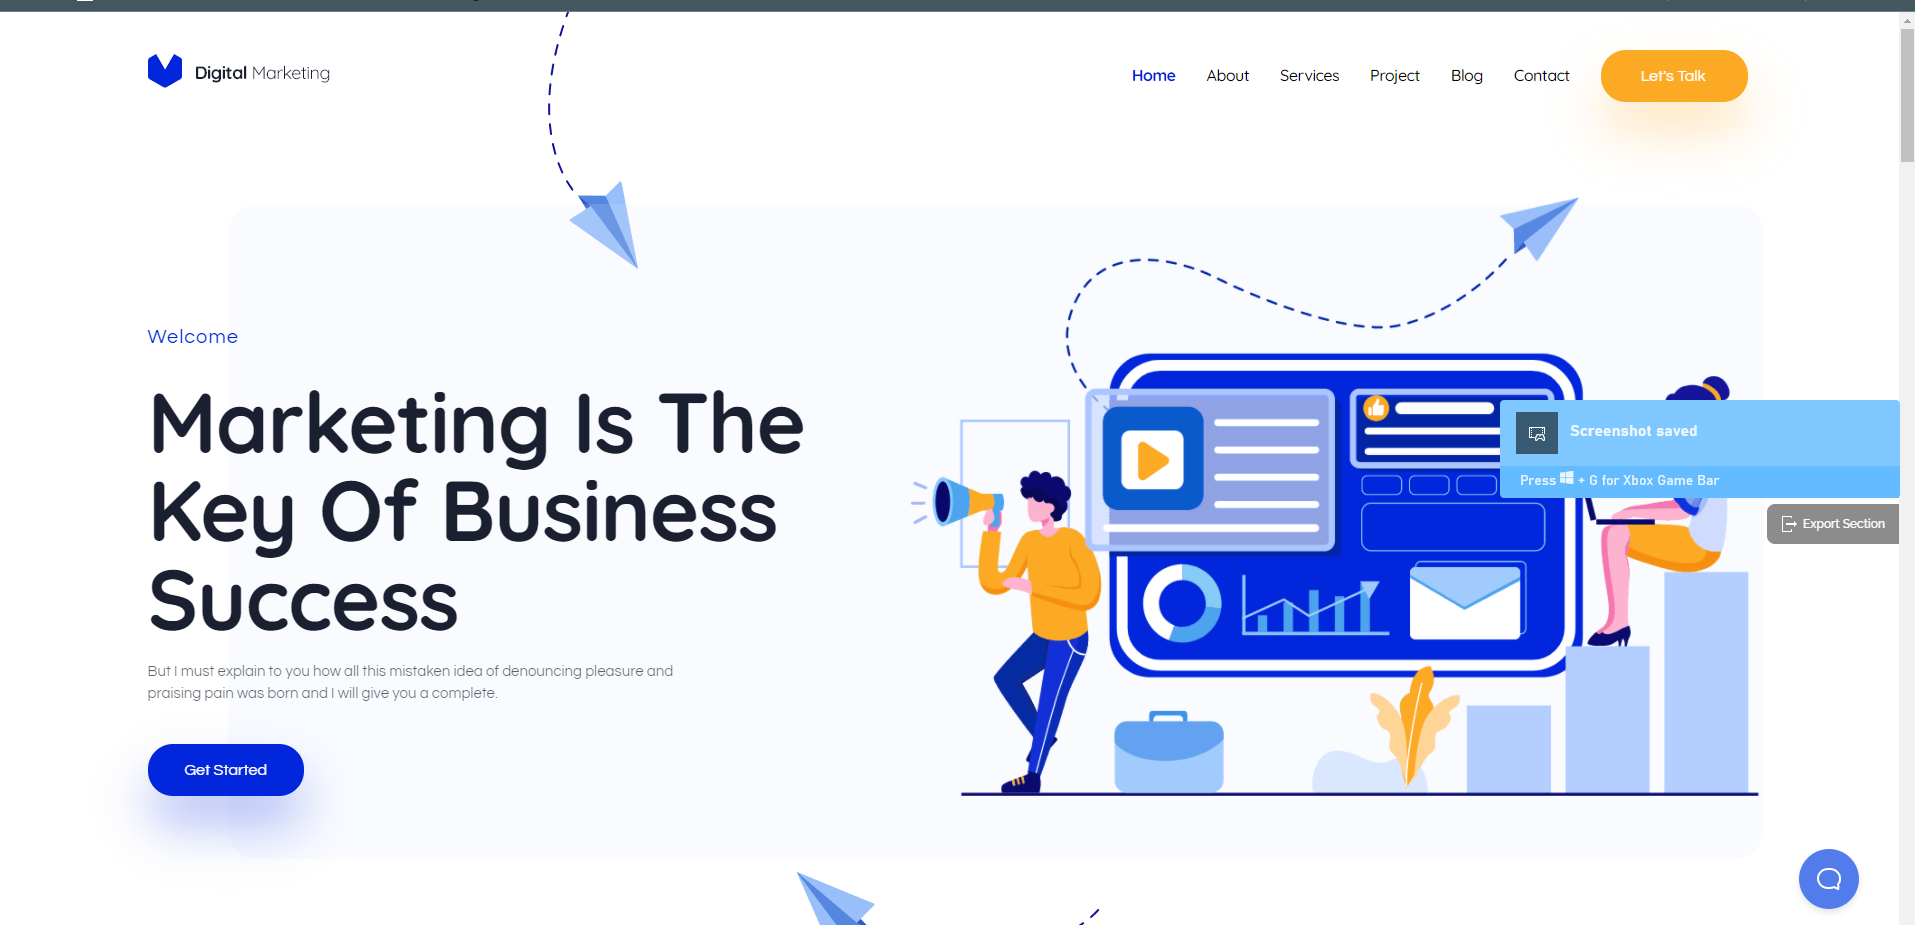 Digital Marketing
Home About Services Project Blog Contact Let's Talk
Welcome
Marketing Is The
Key Of Business
Success
But I must explain to you how all this mistaken idea of denouncing pleasure and
praising pain was born and I will give you a complete.
Get Started
Screenshot saved
Press + G for Xbox Game Bar
Export Section